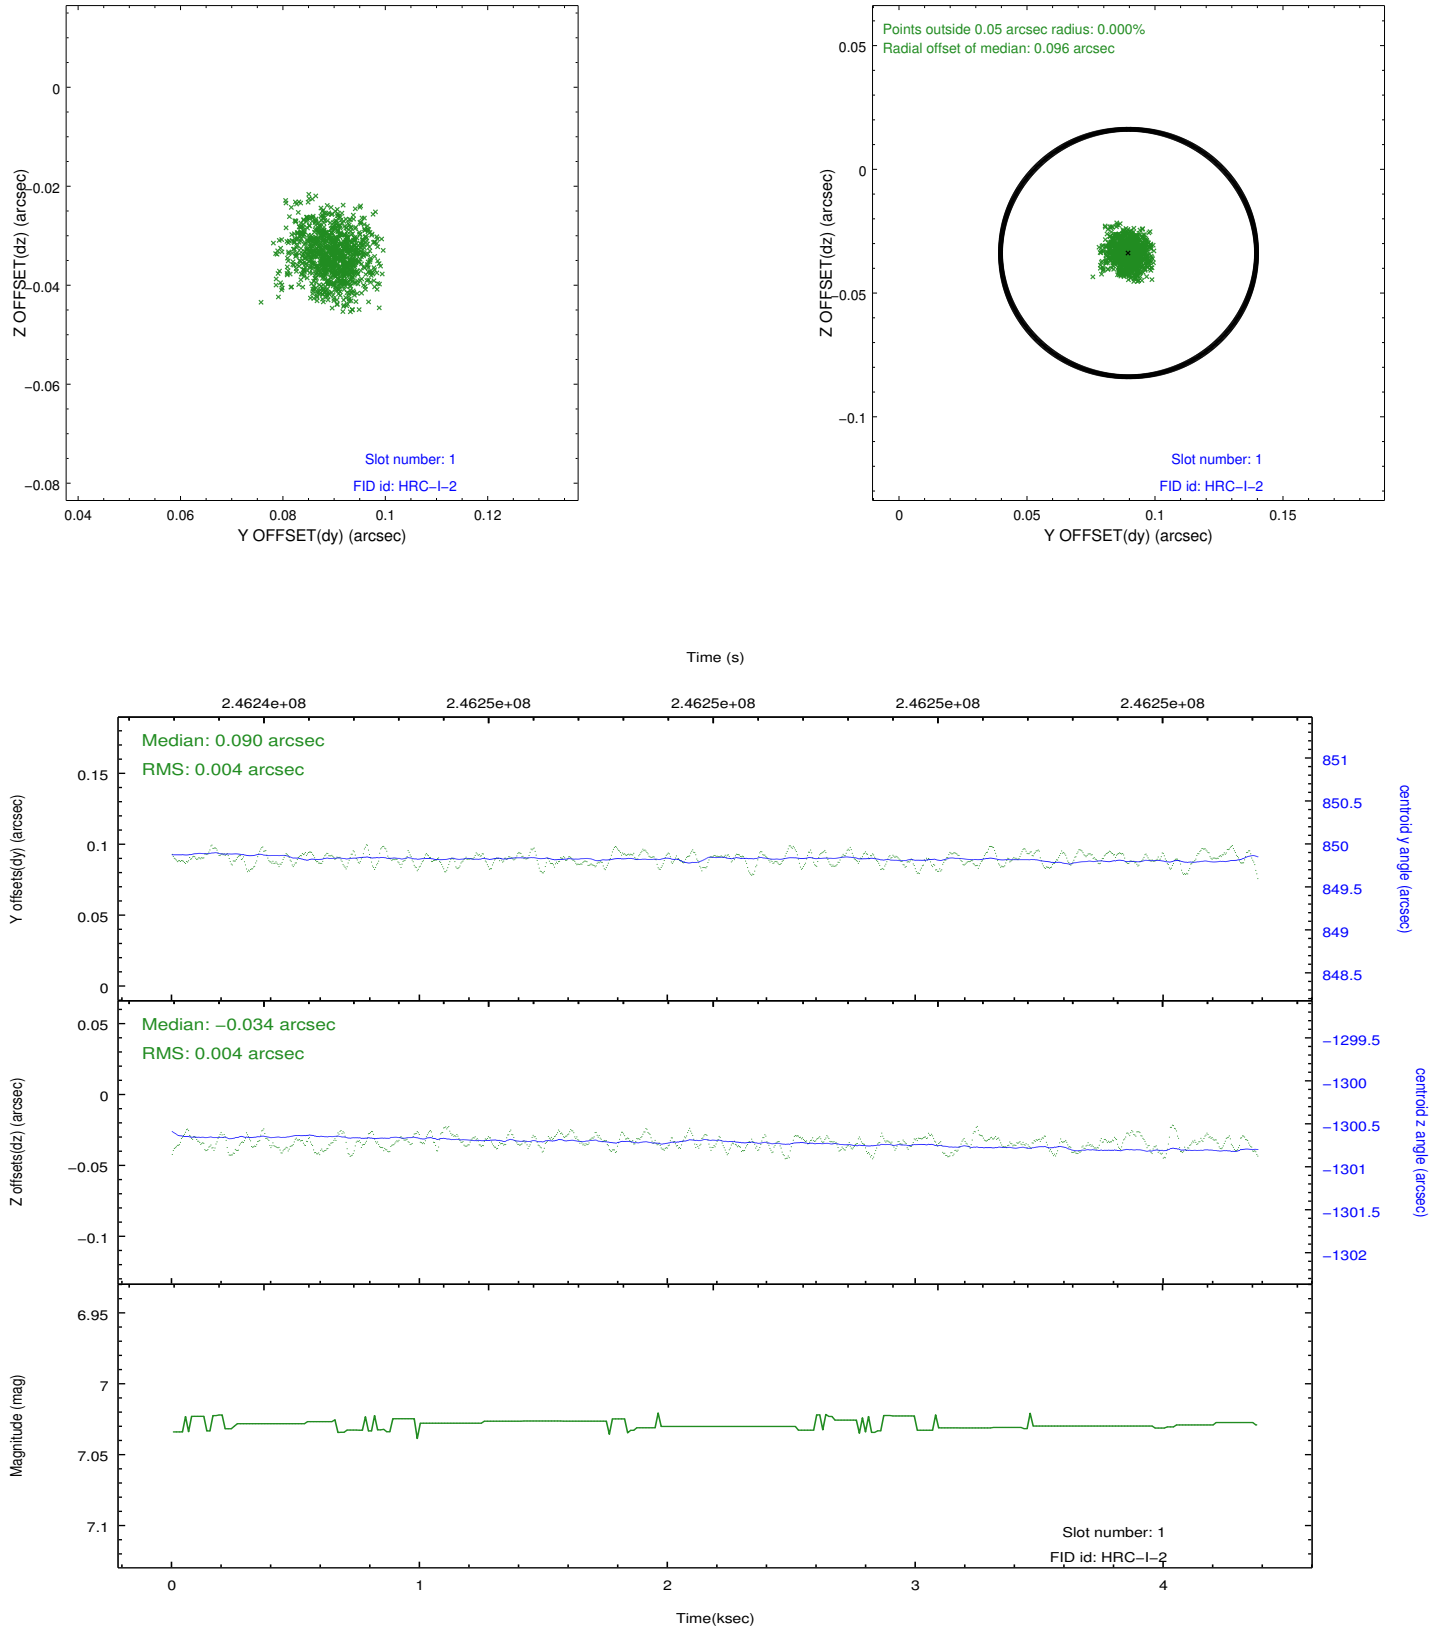 0
−0.02
−0.04
−0.06
−0.08
Z OFFSET(dz) (arcsec)
Slot number: 1
FID id: HRC−I−2
0.04
0.06
0.08
0.1
0.12
Y OFFSET(dy) (arcsec)
Points outside 0.05 arcsec radius: 0.000%
Radial offset of median: 0.096 arcsec
0.05
0
−0.05
−0.1
Z OFFSET(dz) (arcsec)
Slot number: 1
FID id: HRC−I−2
0
0.05
0.1
0.15
Y OFFSET(dy) (arcsec)
Time (s)
2.4624e+08
2.4625e+08
2.4625e+08
2.4625e+08
2.4625e+08
Median: 0.090 arcsec
RMS: 0.004 arcsec
0.15
0.1
0.05
0
Y offsets(dy) (arcsec)
851
850.5
850
849.5
849
848.5
centroid y angle (arcsec)
Median: −0.034 arcsec
RMS: 0.004 arcsec
0.05
0
−0.05
−0.1
Z offsets(dz) (arcsec)
−1299.5
−1300
−1300.5
−1301
−1301.5
−1302
centroid z angle (arcsec)
6.95
7
7.05
7.1
Magnitude (mag)
Slot number: 1
FID id: HRC−I−2
0
1
2
3
4
Time(ksec)